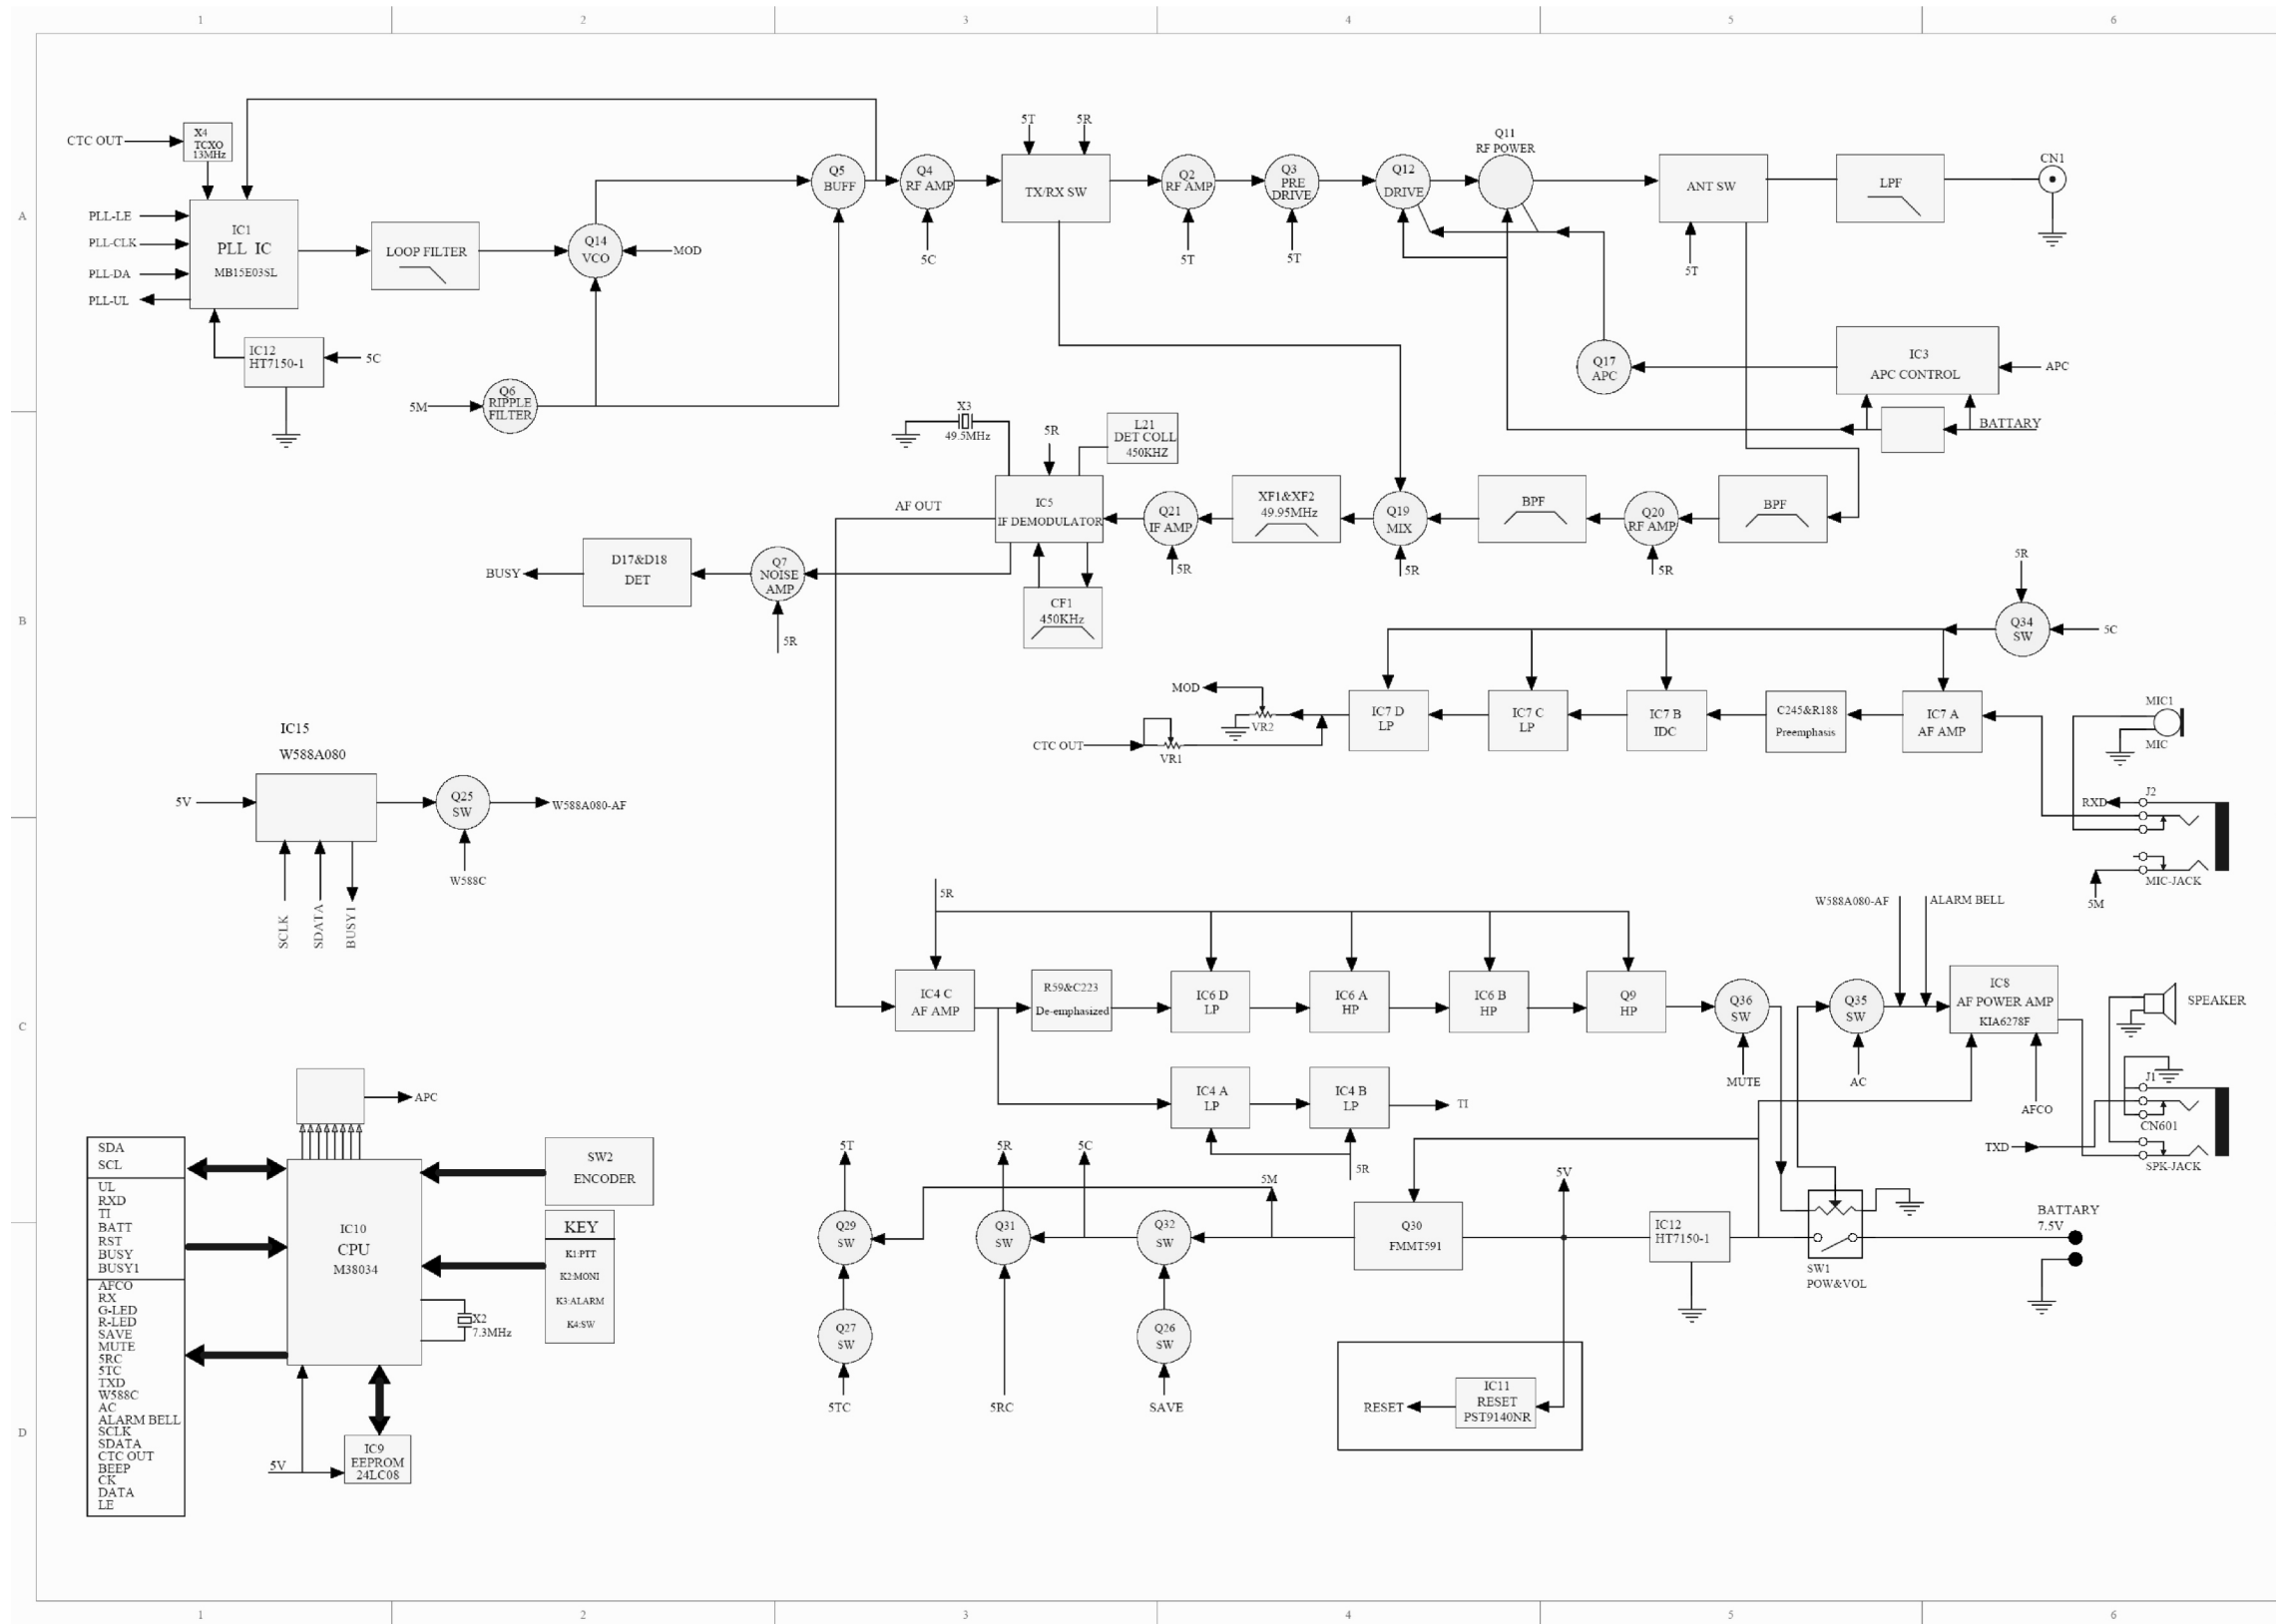 1 2 3 4 5 6
A
B
C
D
CTC OUT
X4
TCXO
13MHz
PLL-LE
PLL-CLK
PLL-DA
PLL-UL
IC1
PLL IC
MB15E03SL
LOOP FILTER
Q14
VCO
MOD
IC12
HT7150-1
5C
5M
Q6
RIPPLE
FILTER
Q5
BUFF
Q4
RF AMP
5C
5T
5R
TX/RX SW
Q2
RF AMP
5T
Q3
PRE
DRIVE
5T
Q12
DRIVE
Q11
RF POWER
ANT SW
5T
LPF
CN1
Q17
APC
IC3
APC CONTROL
APC
BATTARY
X3
49.5MHz
5R
L21
DET COLL
450KHZ
AF OUT
IC5
IF DEMODULATOR
Q21
IF AMP
5R
XF1&XF2
49.95MHz
Q19
MIX
5R
BPF
Q20
RF AMP
5R
BPF
BUSY
D17&D18
DET
Q7
NOISE
AMP
5R
CF1
450KHz
5R
Q34
SW
5C
MOD
VR2
CTC OUT
VR1
IC7 D
LP
IC7 C
LP
IC7 B
IDC
C245&R188
Preemphasis
IC7 A
AF AMP
MIC1
MIC
J2
RXD
MIC-JACK
5M
IC15
W588A080
5V
Q25
SW
W588A080-AF
W588C
SCLK
SDATA
BUSY1
5R
IC4 C
AF AMP
R59&C223
De-emphasized
IC6 D
LP
IC6 A
HP
IC6 B
HP
Q9
HP
Q36
SW
MUTE
Q35
SW
AC
W588A080-AF
ALARM BELL
IC8
AF POWER AMP
KIA6278F
AFCO
SPEAKER
J1
CN601
TXD
SPK-JACK
IC4 A
LP
IC4 B
LP
TI
5R
APC
SDA
SCL
UL
RXD
TI
BATT
RST
BUSY
BUSY1
AFCO
RX
G-LED
R-LED
SAVE
MUTE
5RC
5TC
TXD
W588C
AC
ALARM BELL
SCLK
SDATA
CTC OUT
BEEP
CK
DATA
LE
IC10
CPU
M38034
SW2
ENCODER
KEY
K1:PTT
K2:MONI
K3:ALARM
K4:SW
X2
7.3MHz
5V
IC9
EEPROM
24LC08
5T
5R
5C
5M
5V
Q29
SW
Q31
SW
Q32
SW
Q30
FMMT591
IC12
HT7150-1
SW1
POW&VOL
BATTARY
7.5V
Q27
SW
Q26
SW
5TC
5RC
SAVE
RESET
IC11
RESET
PST9140NR
1 2 3 4 5 6